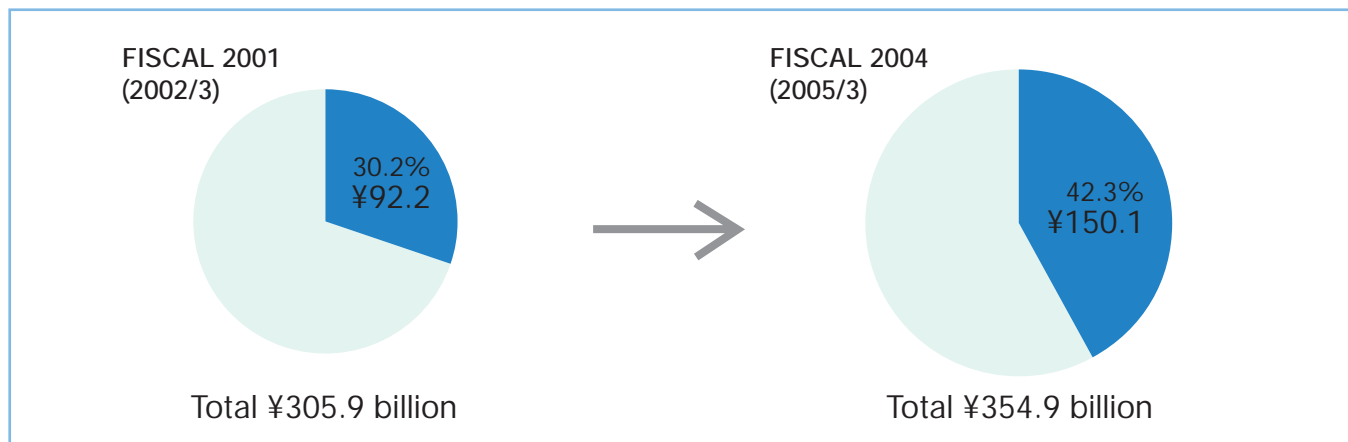 FISCAL 2001
(2002/3)
30.2%
¥92.2
Total ¥305.9 billion
FISCAL 2004
(2005/3)
42.3%
¥150.1
Total ¥354.9 billion